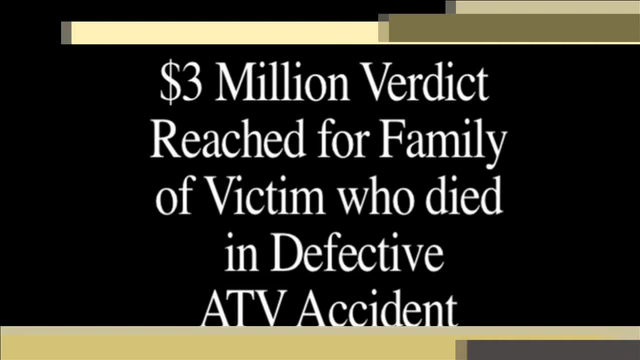 $3 Million Verdict
Reached for Family
of Victim who died
in Defective
ATV Accident